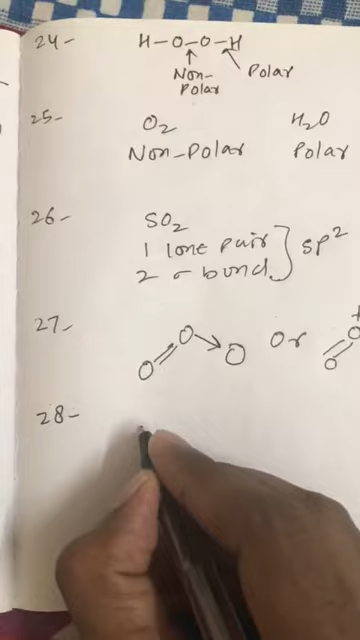 24- H-O-O-H
Non-Polar Polar
25- O2 H2O
Non-Polar Polar
26- SO2
1 lone pair
2 σ bond } sp2
27- O=O→O Or O=O+
28-